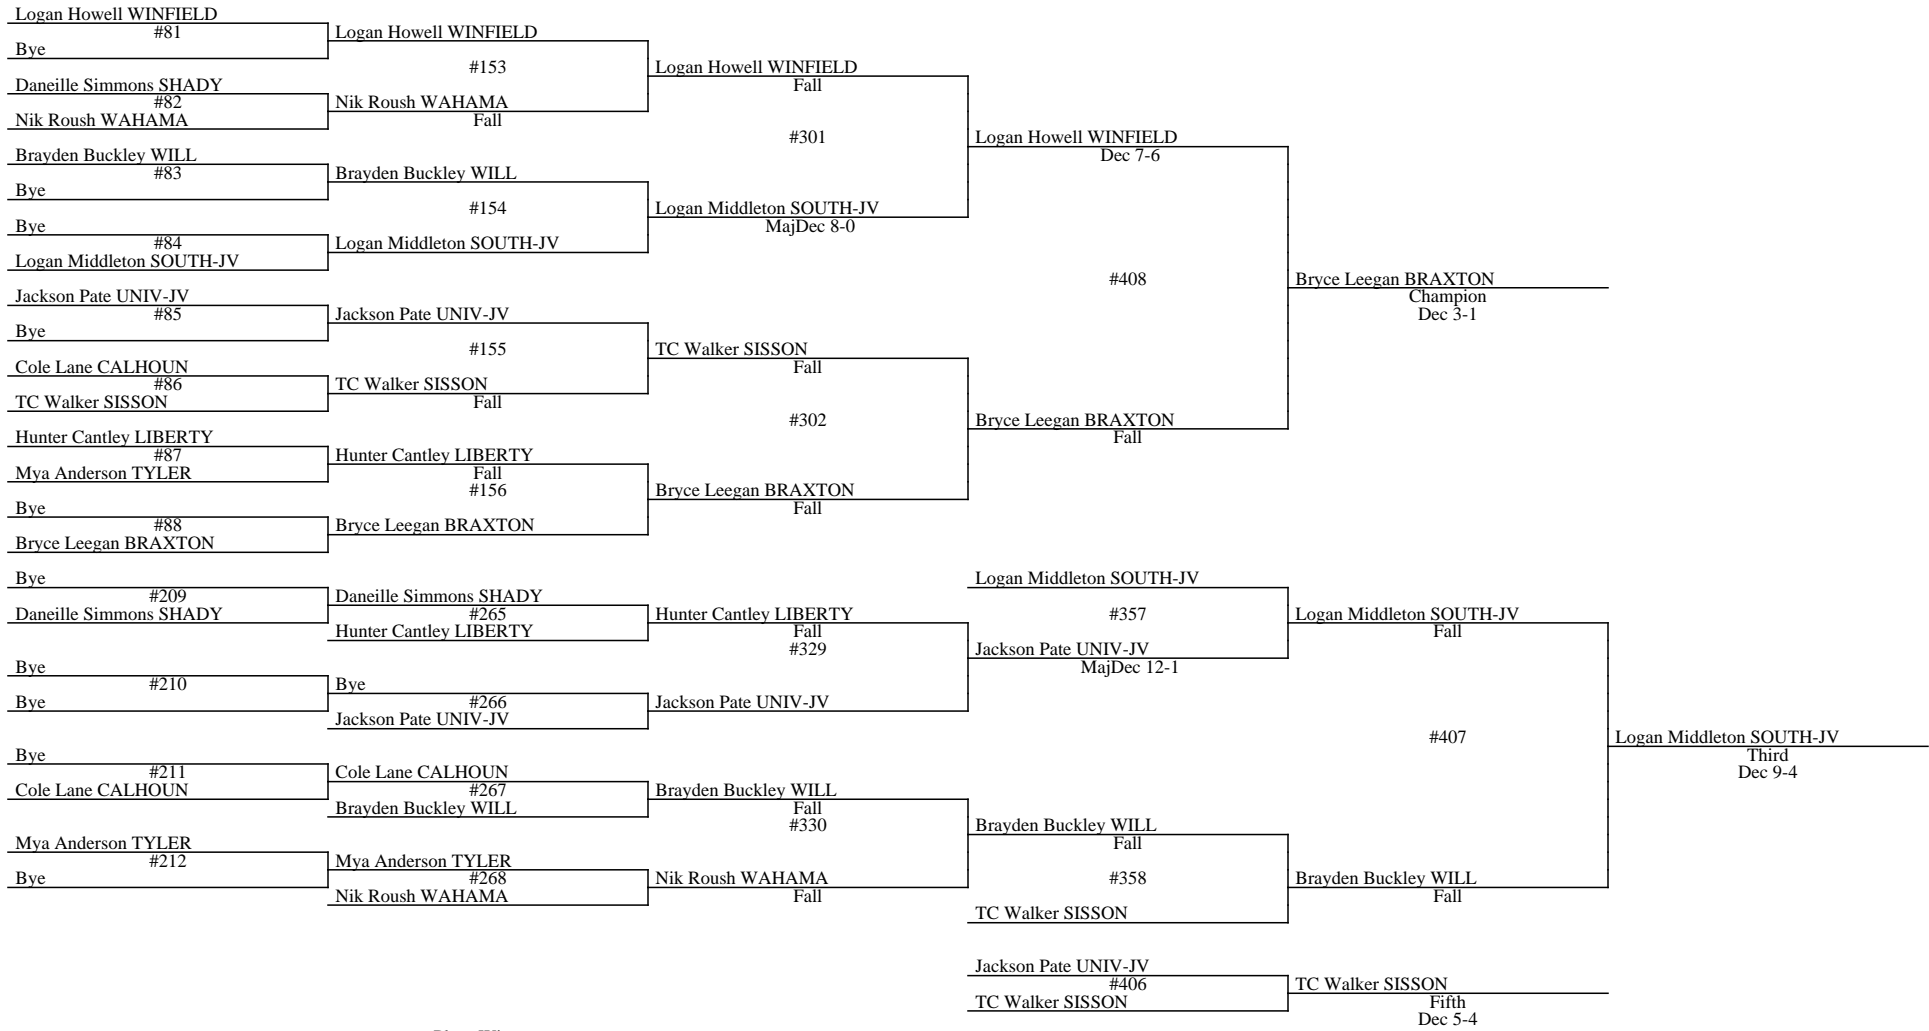 Logan Howell WINFIELD
#81
Bye
Daneille Simmons SHADY
#82
Nik Roush WAHAMA
Brayden Buckley WILL
#83
Bye
Bye
#84
Logan Middleton SOUTH-JV
Jackson Pate UNIV-JV
#85
Bye
Cole Lane CALHOUN
#86
TC Walker SISSON
Hunter Cantley LIBERTY
#87
Mya Anderson TYLER
Bye
#88
Bryce Leegan BRAXTON
Logan Howell WINFIELD
#153
Nik Roush WAHAMA
Fall
Brayden Buckley WILL
#154
Logan Middleton SOUTH-JV
Jackson Pate UNIV-JV
#155
TC Walker SISSON
Fall
Hunter Cantley LIBERTY
Fall
#156
Bryce Leegan BRAXTON
Logan Howell WINFIELD
Fall
#301
Logan Middleton SOUTH-JV
MajDec 8-0
TC Walker SISSON
Fall
#302
Bryce Leegan BRAXTON
Fall
Logan Howell WINFIELD
Dec 7-6
#408
Bryce Leegan BRAXTON
Fall
Bryce Leegan BRAXTON
Champion
Dec 3-1
Bye
#209
Daneille Simmons SHADY
Bye
#210
Bye
Bye
#211
Cole Lane CALHOUN
Mya Anderson TYLER
#212
Bye
Daneille Simmons SHADY
#265
Hunter Cantley LIBERTY
Bye
#266
Jackson Pate UNIV-JV
Cole Lane CALHOUN
#267
Brayden Buckley WILL
Mya Anderson TYLER
#268
Nik Roush WAHAMA
Hunter Cantley LIBERTY
Fall
#329
Jackson Pate UNIV-JV
Brayden Buckley WILL
Fall
#330
Nik Roush WAHAMA
Fall
Logan Middleton SOUTH-JV
#357
Jackson Pate UNIV-JV
MajDec 12-1
Brayden Buckley WILL
Fall
#358
TC Walker SISSON
Logan Middleton SOUTH-JV
Fall
#407
Brayden Buckley WILL
Fall
Logan Middleton SOUTH-JV
Third
Dec 9-4
Jackson Pate UNIV-JV
#406
TC Walker SISSON
TC Walker SISSON
Fifth
Dec 5-4